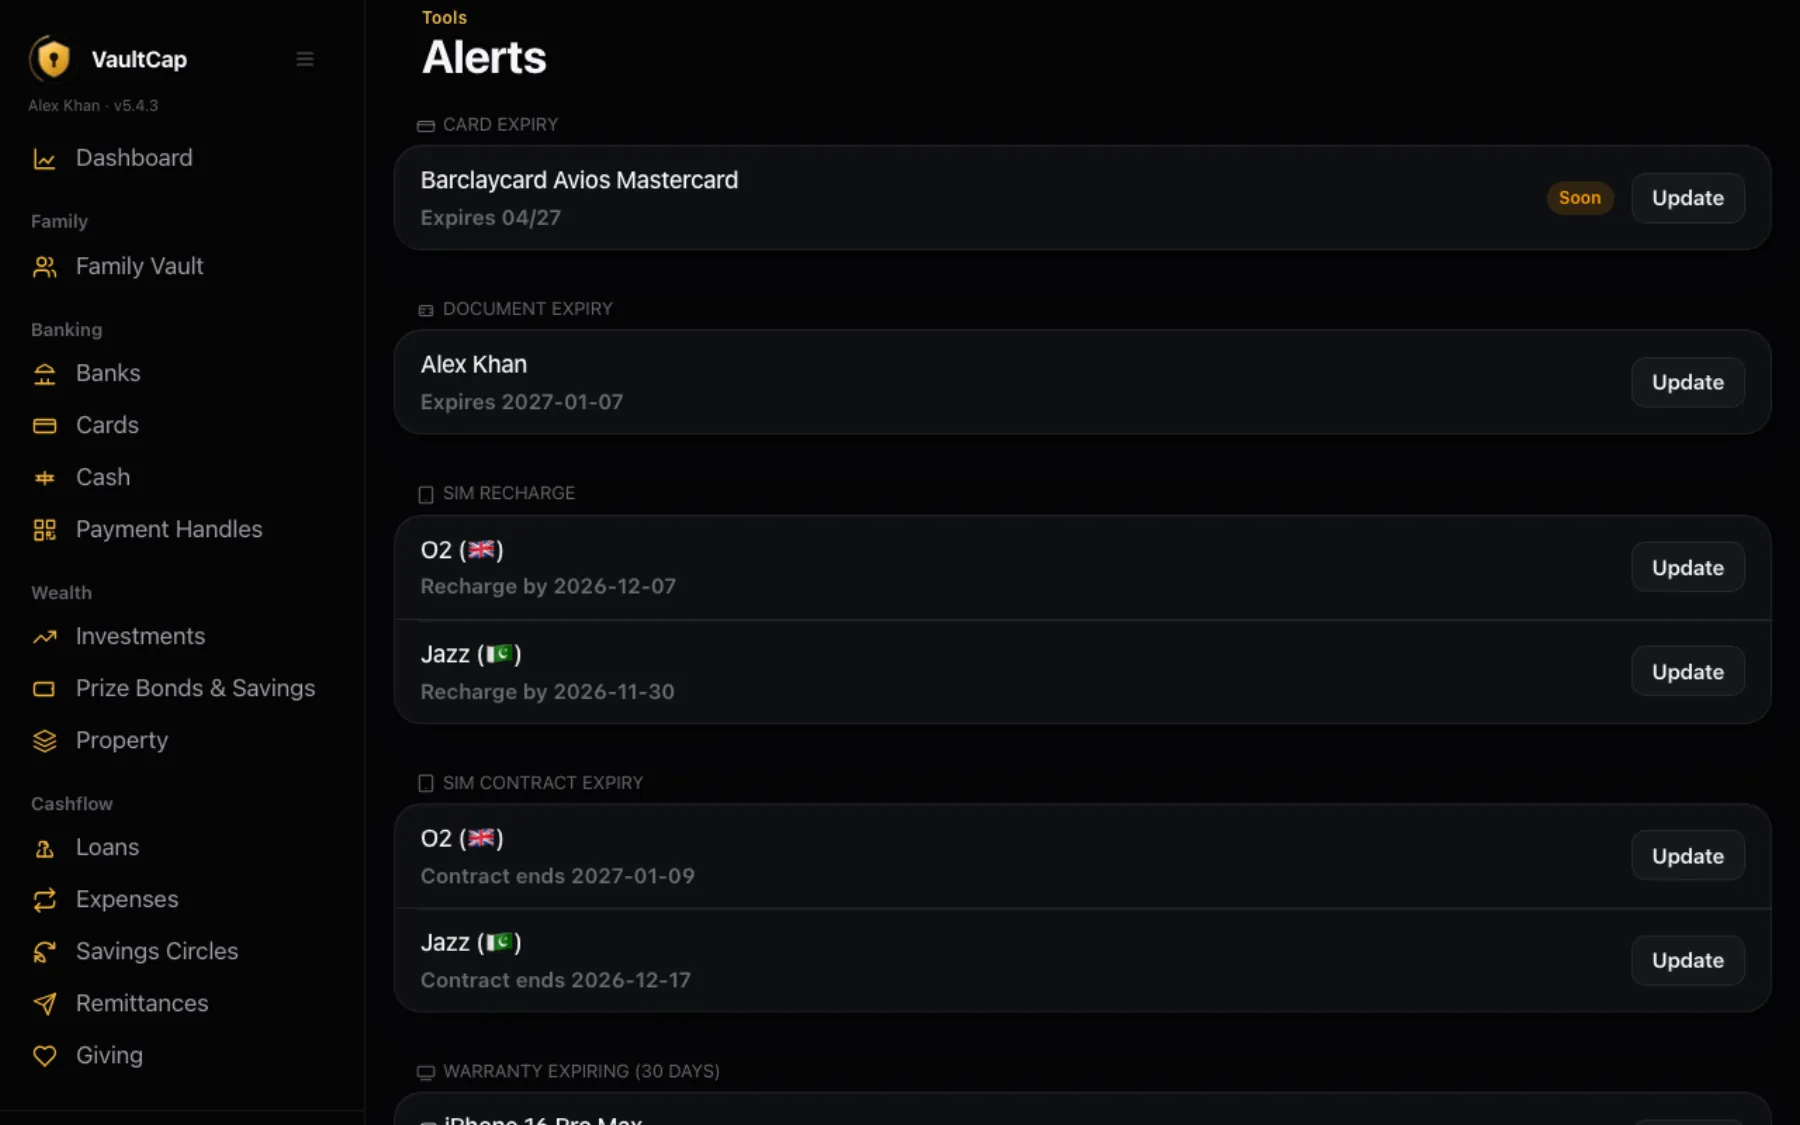 VaultCap
Alex Khan · v5.4.3
Dashboard
Family
Family Vault
Banking
Banks
Cards
Cash
Payment Handles
Wealth
Investments
Prize Bonds & Savings
Property
Cashflow
Loans
Expenses
Savings Circles
Remittances
Giving
Tools
Alerts
CARD EXPIRY
Barclaycard Avios Mastercard
Expires 04/27
Soon
Update
DOCUMENT EXPIRY
Alex Khan
Expires 2027-01-07
Update
SIM RECHARGE
O2 (🇬🇧)
Recharge by 2026-12-07
Update
Jazz (🇵🇰)
Recharge by 2026-11-30
Update
SIM CONTRACT EXPIRY
O2 (🇬🇧)
Contract ends 2027-01-09
Update
Jazz (🇵🇰)
Contract ends 2026-12-17
Update
WARRANTY EXPIRING (30 DAYS)
iPhone 16 Pro Max